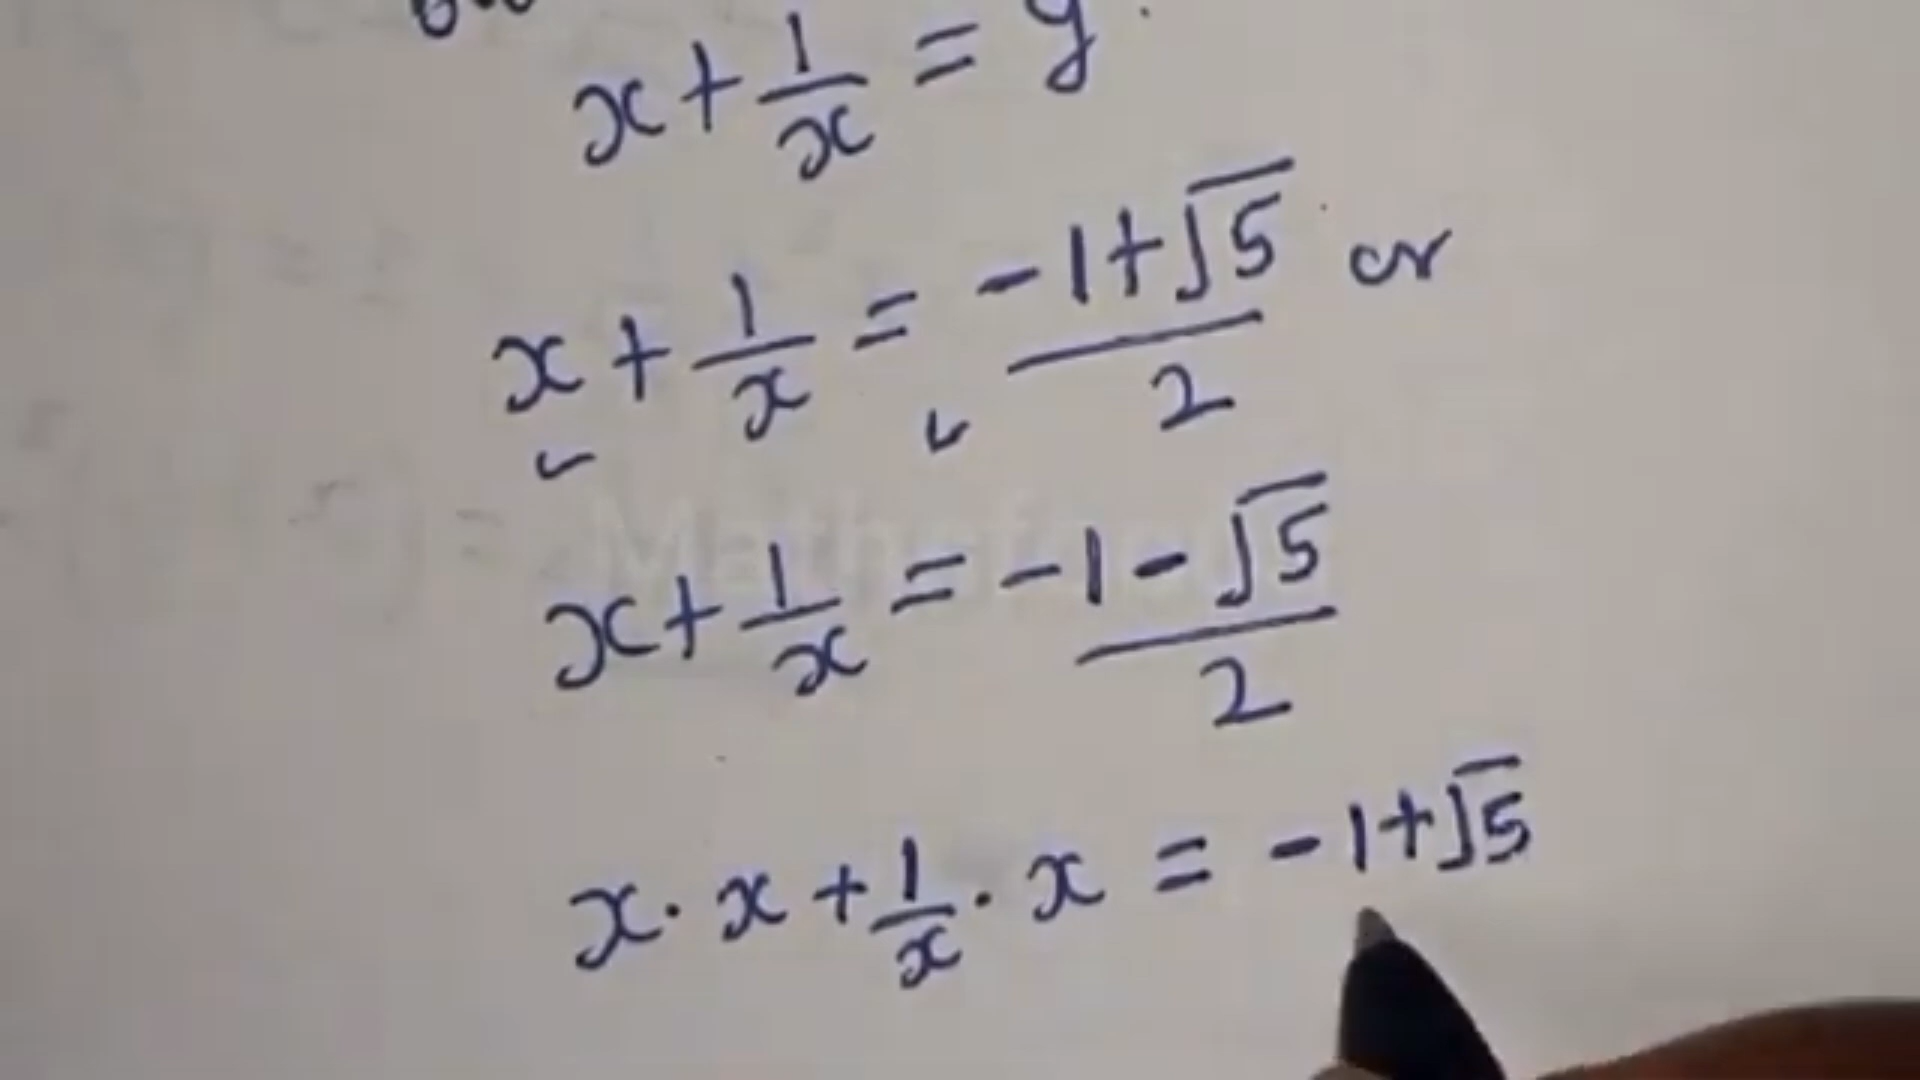 x + 1/x = y.
x + 1/x = (-1+√5)/2 or
x + 1/x = (-1-√5)/2
x · x + 1/x · x = -1+√5